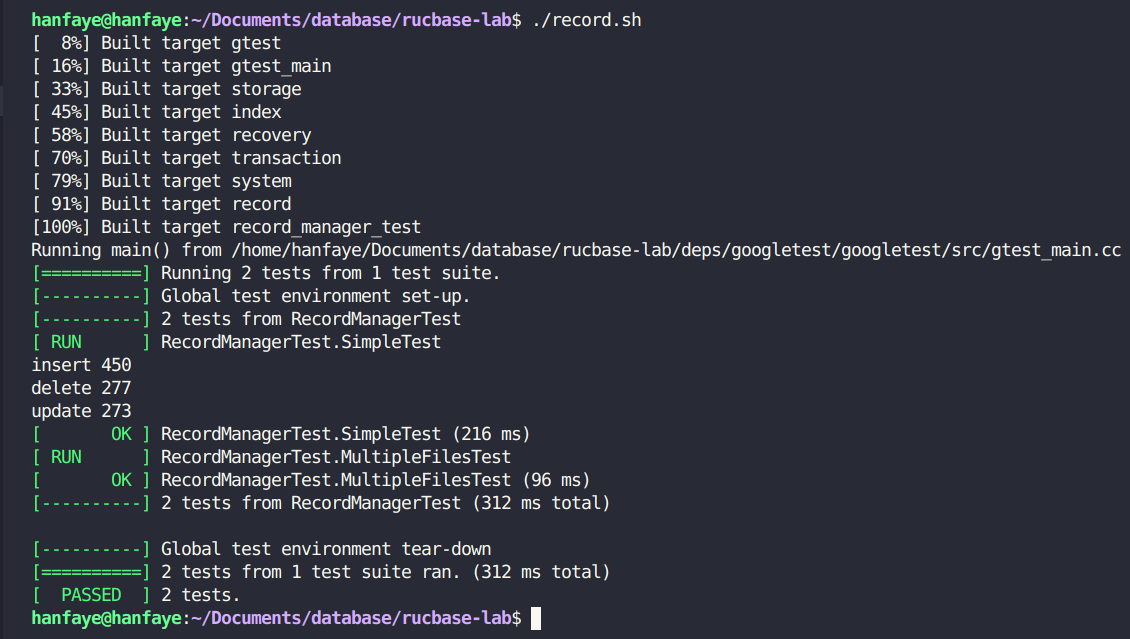 hanfaye@hanfaye:~/Documents/database/rucbase-lab$ ./record.sh
[  8%] Built target gtest
[ 16%] Built target gtest_main
[ 33%] Built target storage
[ 45%] Built target index
[ 58%] Built target recovery
[ 70%] Built target transaction
[ 79%] Built target system
[ 91%] Built target record
[100%] Built target record_manager_test
Running main() from /home/hanfaye/Documents/database/rucbase-lab/deps/googletest/googletest/src/gtest_main.cc
[==========] Running 2 tests from 1 test suite.
[----------] Global test environment set-up.
[----------] 2 tests from RecordManagerTest
[ RUN      ] RecordManagerTest.SimpleTest
insert 450
delete 277
update 273
[       OK ] RecordManagerTest.SimpleTest (216 ms)
[ RUN      ] RecordManagerTest.MultipleFilesTest
[       OK ] RecordManagerTest.MultipleFilesTest (96 ms)
[----------] 2 tests from RecordManagerTest (312 ms total)

[----------] Global test environment tear-down
[==========] 2 tests from 1 test suite ran. (312 ms total)
[  PASSED  ] 2 tests.
hanfaye@hanfaye:~/Documents/database/rucbase-lab$